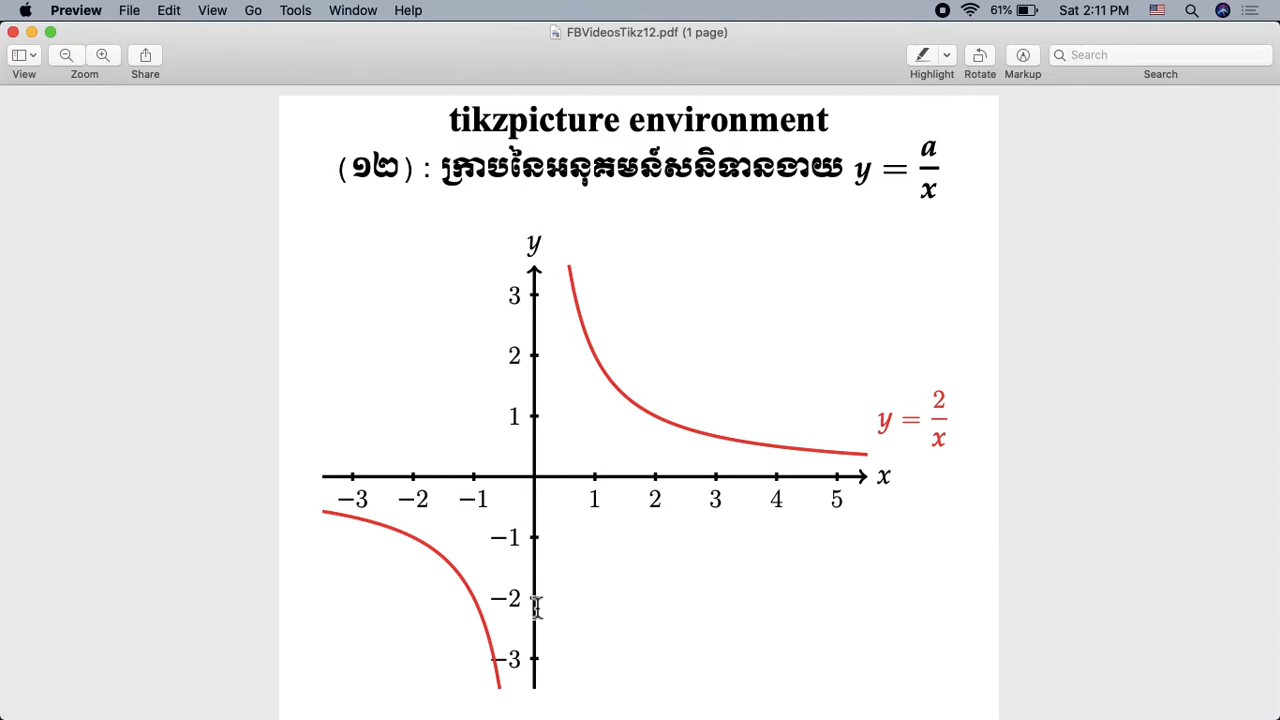 Preview File Edit View Go Tools Window Help 61% Sat 2:11 PM
FBVideosTikz12.pdf (1 page)
View Zoom Share Highlight Rotate Markup Search
Search
tikzpicture environment
(១២) : ក្រាបនៃអនុគមន៍សនិទានងាយ y = a/x
y
3
2
1
y = 2/x
x
−3 −2 −1 1 2 3 4 5
−1
−2
−3